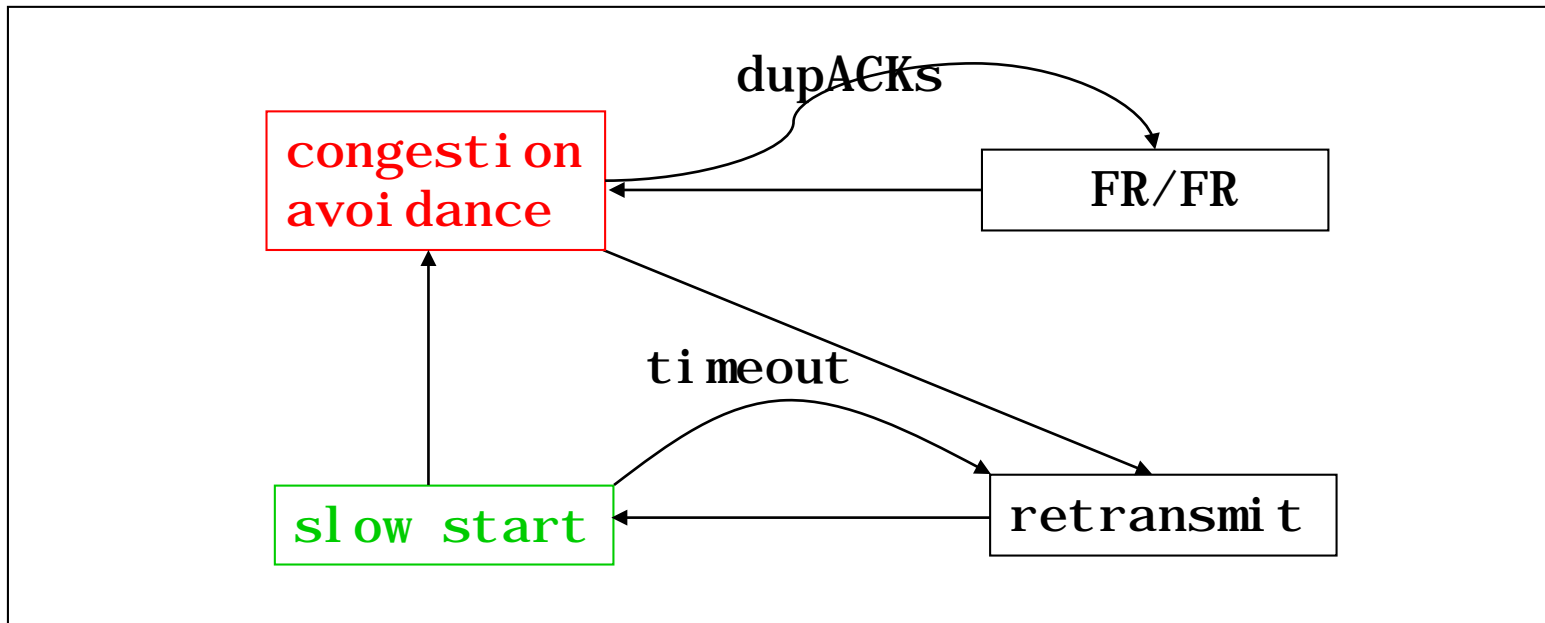 dupACKs
congestion
avoidance
FR/FR
timeout
slow start
retransmit